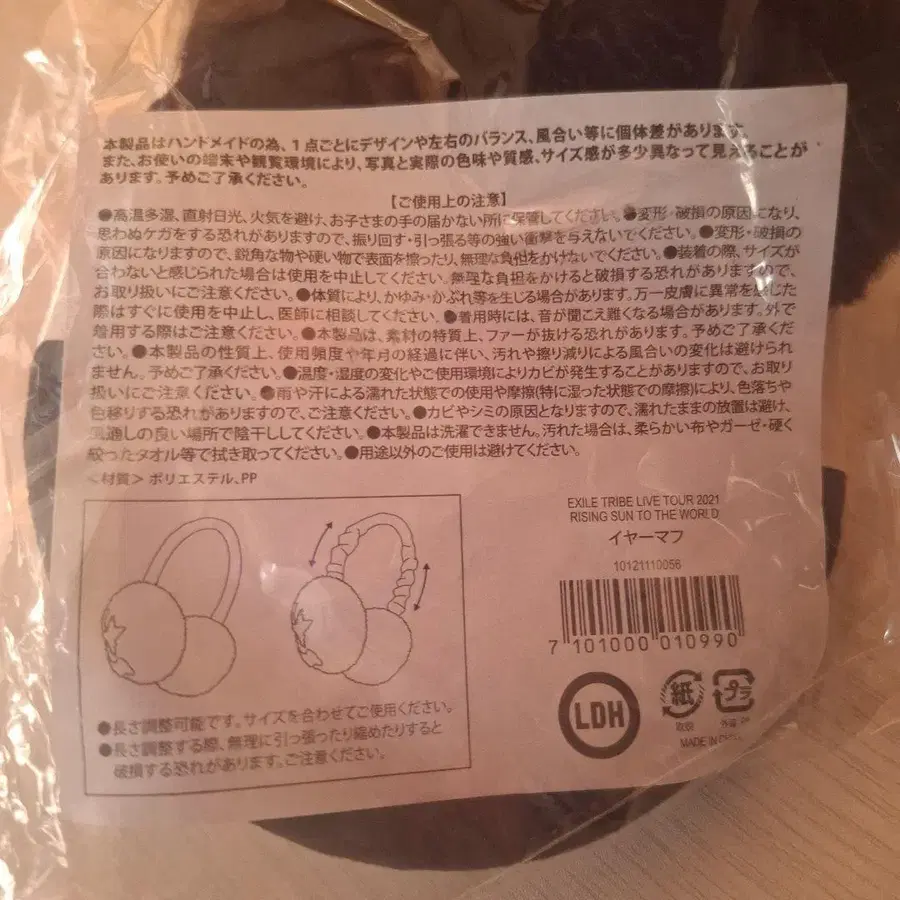 本製品はハンドメイドの為、1点ごとにデザインや左右のバランス、風合い等に個体差があります。
また、お使いの端末や観覧環境により、写真と実際の色味や質感、サイズ感が多少異なって見えることが
あります。予めご了承ください。
【ご使用上の注意】
●高温多湿、直射日光、火気を避け、お子さまの手の届かない所に保管してください。●変形・破損の原因になり、
思わぬケガをする恐れがありますので、振り回す・引っ張る等の強い衝撃を与えないでください。●変形・破損の
原因になりますので、鋭角な物や硬い物で表面を擦ったり、無理な負担をかけないでください。●装着の際、サイズが
合わないと感じられた場合は使用を中止してください。無理な負担をかけると破損する恐れがありますので、
お取り扱いにご注意ください。●体質により、かゆみ・かぶれ等を生じる場合があります。万一皮膚に異常を感じた
際はすぐに使用を中止し、医師に相談してください。●着用時には、音が聞こえ難くなる場合があります。外で
着用する際はご注意ください。●本製品は、素材の特質上、ファーが抜ける恐れがあります。予めご了承くだ
さい。●本製品の性質上、使用頻度や年月の経過に伴い、汚れや擦り減りによる風合いの変化は避けられ
ません。予めご了承ください。●温度・湿度の変化やご使用環境によりカビが発生することがありますので、お取り
扱いにご注意ください。●雨や汗による濡れた状態での使用や摩擦(特に湿った状態での摩擦)により、色落ちや
色移りする恐れがありますので、ご注意ください。●カビやシミの原因となりますので、濡れたままの放置は避け、
風通しの良い場所で陰干ししてください。●本製品は洗濯できません。汚れた場合は、柔らかい布やガーゼ・硬く
絞ったタオル等で拭き取ってください。●用途以外のご使用は避けてください。
＜材質＞ポリエステル、PP
●長さ調整可能です。サイズを合わせてご使用ください。
●長さ調整する際、無理に引っ張ったり縮めたりすると
破損する恐れがあります。ご注意ください。
EXILE TRIBE LIVE TOUR 2021
RISING SUN TO THE WORLD
イヤーマフ
10121110056
7 101000 010990
LDH
紙 プラ
取説 外袋:PP
MADE IN CHINA